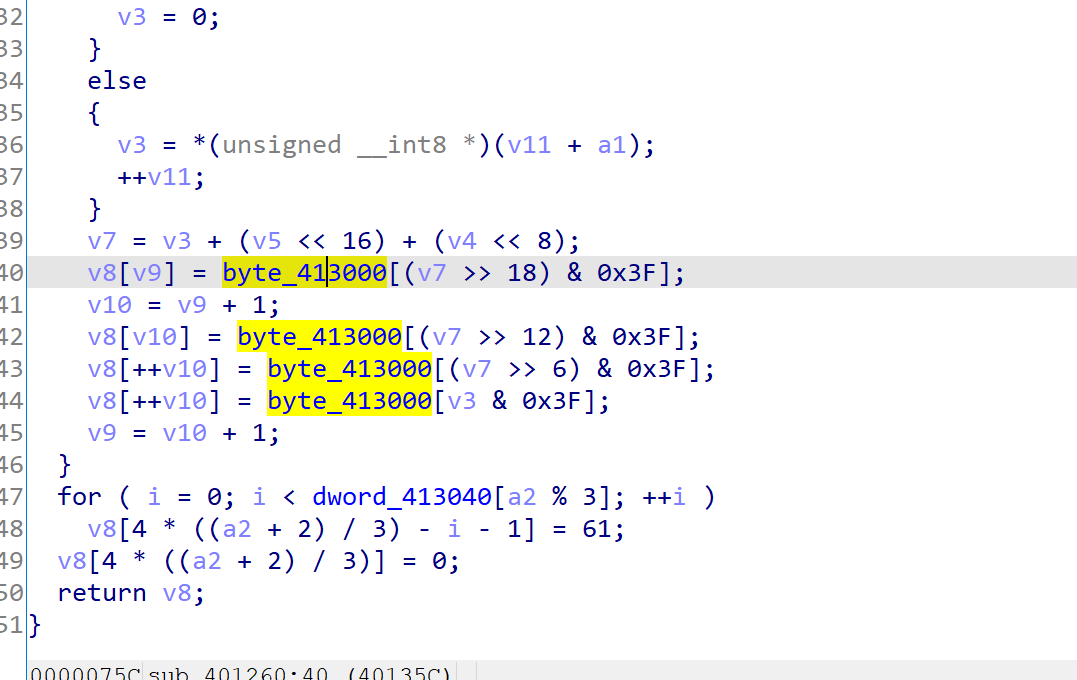 32 v3 = 0;
33 }
34 else
35 {
36 v3 = *(unsigned __int8 *)(v11 + a1);
37 ++v11;
38 }
39 v7 = v3 + (v5 << 16) + (v4 << 8);
40 v8[v9] = byte_413000[(v7 >> 18) & 0x3F];
41 v10 = v9 + 1;
42 v8[v10] = byte_413000[(v7 >> 12) & 0x3F];
43 v8[++v10] = byte_413000[(v7 >> 6) & 0x3F];
44 v8[++v10] = byte_413000[v3 & 0x3F];
45 v9 = v10 + 1;
46 }
47 for ( i = 0; i < dword_413040[a2 % 3]; ++i )
48 v8[4 * ((a2 + 2) / 3) - i - 1] = 61;
49 v8[4 * ((a2 + 2) / 3)] = 0;
50 return v8;
51 }
0000075C sub_401260:40 (40135C)